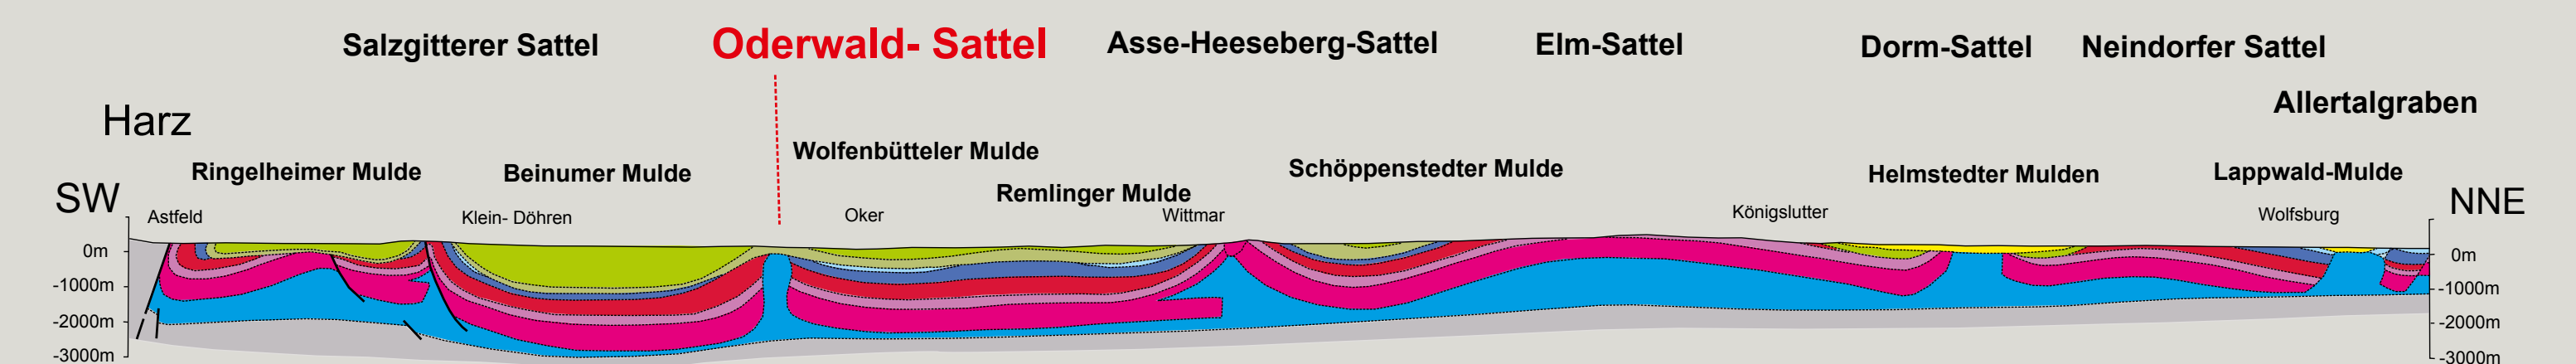 Salzgitterer Sattel
Oderwald- Sattel
Asse-Heeseberg-Sattel
Elm-Sattel
Dorm-Sattel
Neindorfer Sattel
Allertalgraben
Harz
Ringelheimer Mulde
Beinumer Mulde
Wolfenbütteler Mulde
Remlinger Mulde
Schöppenstedter Mulde
Helmstedter Mulden
Lappwald-Mulde
SW
NNE
Astfeld
Klein- Döhren
Oker
Wittmar
Königslutter
Wolfsburg
0m
-1000m
-2000m
-3000m
0m
-1000m
-2000m
-3000m